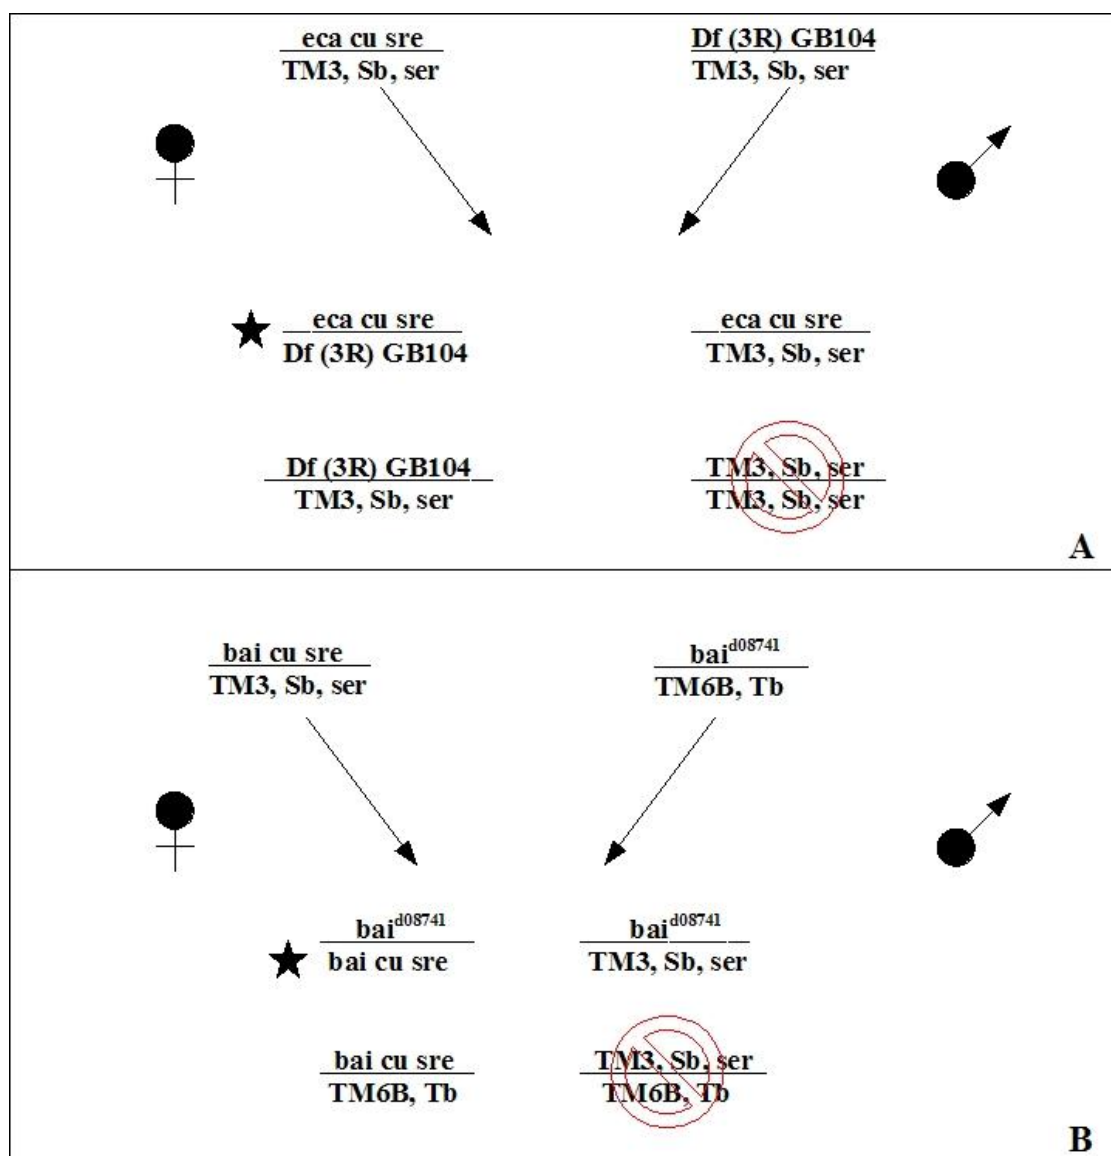 eca cu sre
TM3, Sb, ser
Df (3R) GB104
TM3, Sb, ser
eca cu sre
Df (3R) GB104
eca cu sre
TM3, Sb, ser
Df (3R) GB104
TM3, Sb, ser
TM3, Sb, ser
TM3, Sb, ser
A
bai cu sre
TM3, Sb, ser
bai^d08741
TM6B, Tb
bai^d08741
bai cu sre
bai^d08741
TM3, Sb, ser
bai cu sre
TM6B, Tb
TM3, Sb, ser
TM6B, Tb
B